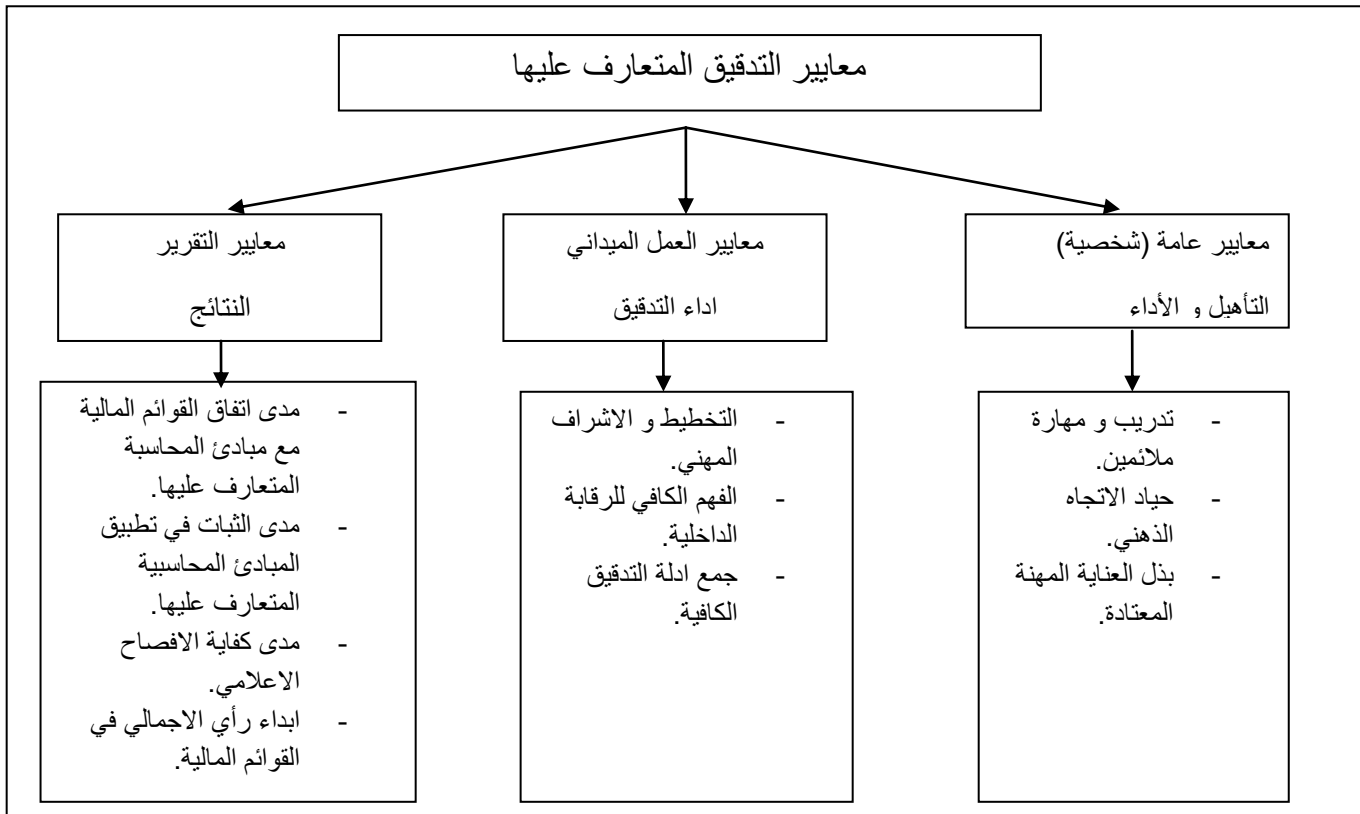 معايير التدقيق المتعارف عليها
معايير عامة (شخصية)
التأهيل و الأداء
معايير العمل الميداني
اداء التدقيق
معايير التقرير
النتائج
- تدريب و مهارة
ملائمين.
- حياد الاتجاه
الذهني.
- بذل العناية المهنة
المعتادة.
- التخطيط و الاشراف
المهني.
- الفهم الكافي للرقابة
الداخلية.
- جمع ادلة التدقيق
الكافية.
- مدى اتفاق القوائم المالية
مع مبادئ المحاسبة
المتعارف عليها.
- مدى الثبات في تطبيق
المبادئ المحاسبية
المتعارف عليها.
- مدى كفاية الافصاح
الاعلامي.
- ابداء رأي الاجمالي في
القوائم المالية.